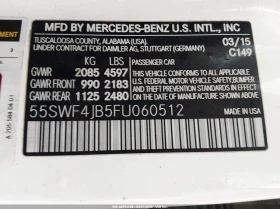 MFD BY MERCEDES-BENZ U.S. INTL., INC
TUSCALOOSA COUNTY, ALABAMA (USA).
UNDER CONTRACT FOR DAIMLER AG, STUTTGART (GERMANY)
03/15
C149
KG LBS
GVWR 2085 4597
GAWR FRONT 990 2183
GAWR REAR 1125 2480
PASSENGER CAR
THIS VEHICLE CONFORMS TO ALL APPLICABLE
U.S. FEDERAL MOTOR VEHICLE SAFETY, BUMPER
AND THEFT PREVENTION STANDARDS IN EFFECT
ON THE DATE OF MANUFACTURE SHOWN ABOVE.
55SWF4JB5FU060512